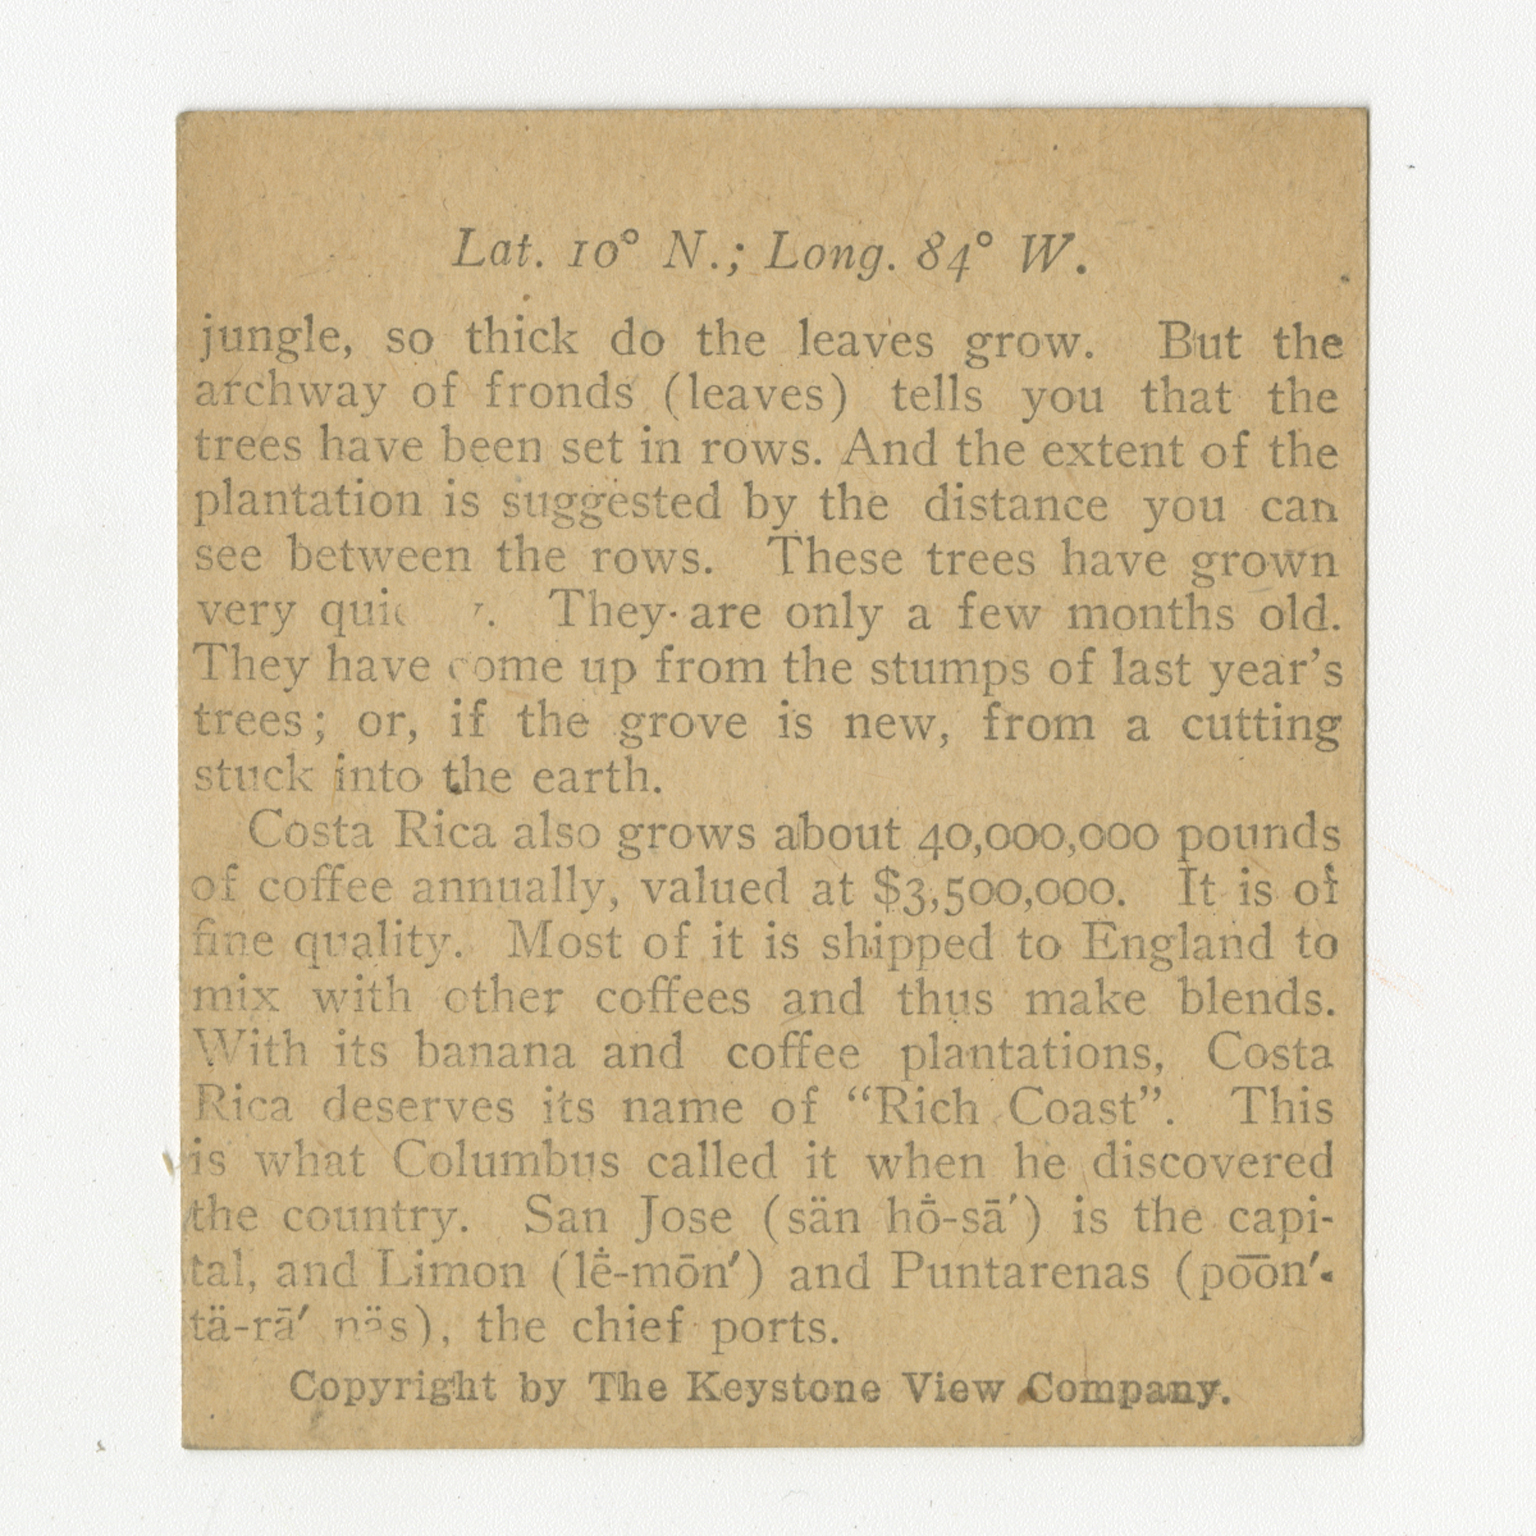 Lat. 10° N.; Long. 84° W.
jungle, so thick do the leaves grow. But the
archway of fronds (leaves) tells you that the
trees have been set in rows. And the extent of the
plantation is suggested by the distance you can
see between the rows. These trees have grown
very . They are only a few months old.
They have come up from the stumps of last year's
trees; or, if the grove is new, from a cutting
stuck into the earth.
Costa Rica also grows about 40,000,000 pounds
of coffee annually, valued at $3,500,000. It is of
fine quality. Most of it is shipped to England to
mix with other coffees and thus make blends.
With its banana and coffee plantations, Costa
Rica deserves its name of “Rich Coast”. This
is what Columbus called it when he discovered
the country. San Jose (sän hō̇-sā′) is the capi-
tal, and Limon (lē̇-mōn′) and Puntarenas (po͞on′-
tä-rā′ näs), the chief ports.
Copyright by The Keystone View Company.